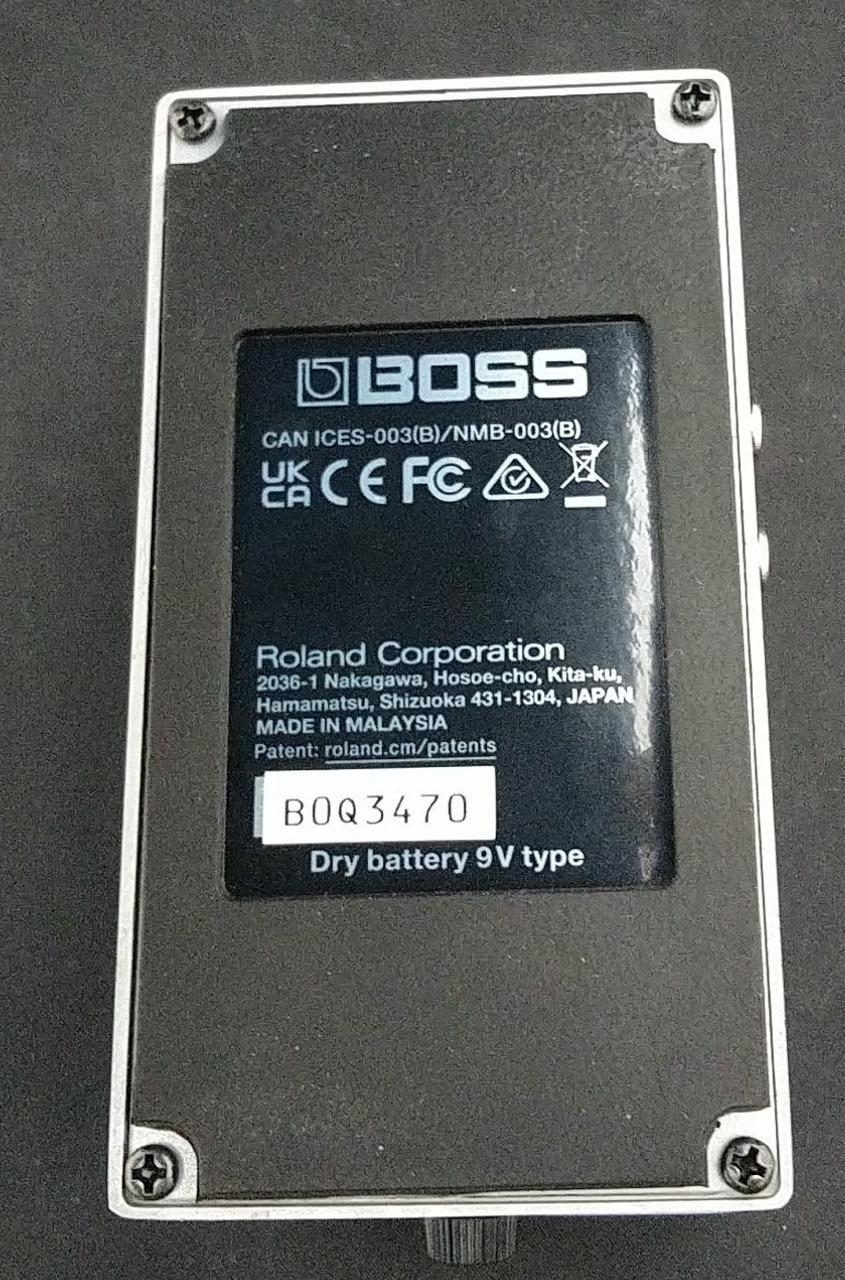 BOSS
CAN ICES-003(B)/NMB-003(B)
UK CA CE FC
Roland Corporation
2036-1 Nakagawa, Hosoe-cho, Kita-ku,
Hamamatsu, Shizuoka 431-1304, JAPAN
MADE IN MALAYSIA
Patent: roland.cm/patents
B0Q3470
Dry battery 9V type